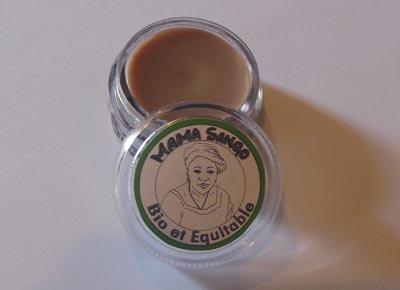 MAMA SANGO
Bio et Equitable